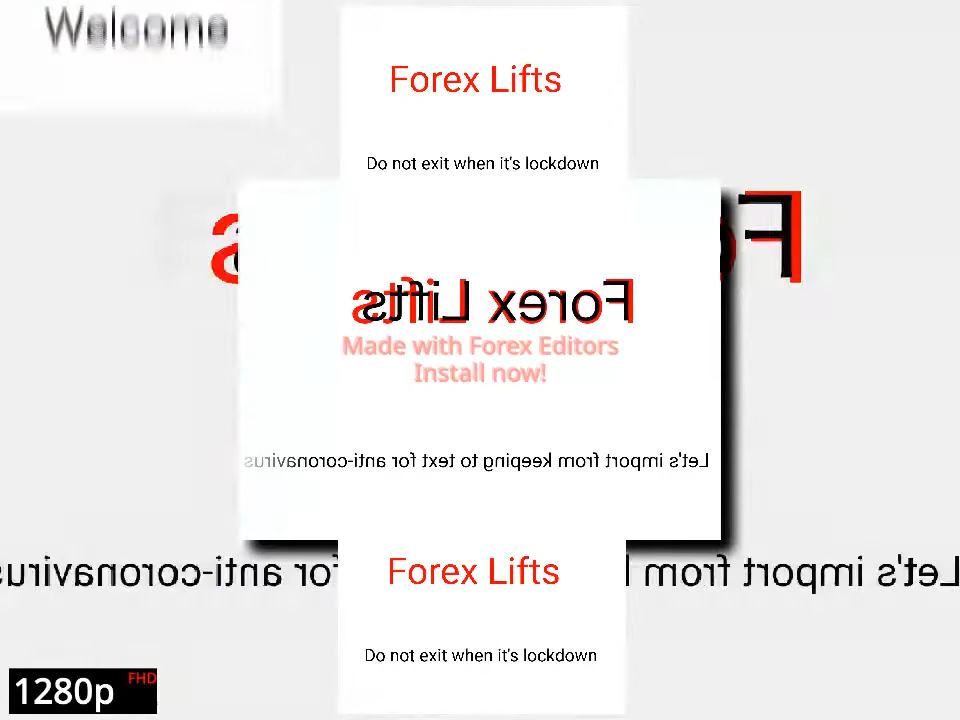 Welcome
Forex Lifts
Do not exit when it's lockdown
Forex Lifts
Made with Forex Editors
Install now!
Let's import from keeping to text for anti-coronavirus
Forex Lifts
Let's import from for anti-coronavirus
Do not exit when it's lockdown
1280p FHD